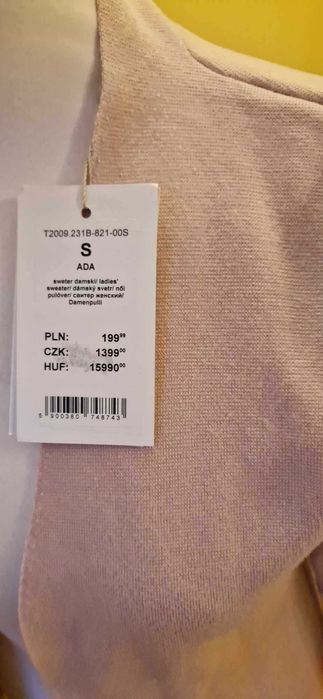 T2009.231B-821-00S
S
ADA
sweter damski/ ladies'
sweater/ dámský svetr/ női
pulóver/ свитер женский/
Damenpulli
PLN: 199⁹⁹
CZK: 1399⁰⁰
HUF: 15990⁰⁰
5 900380 748743